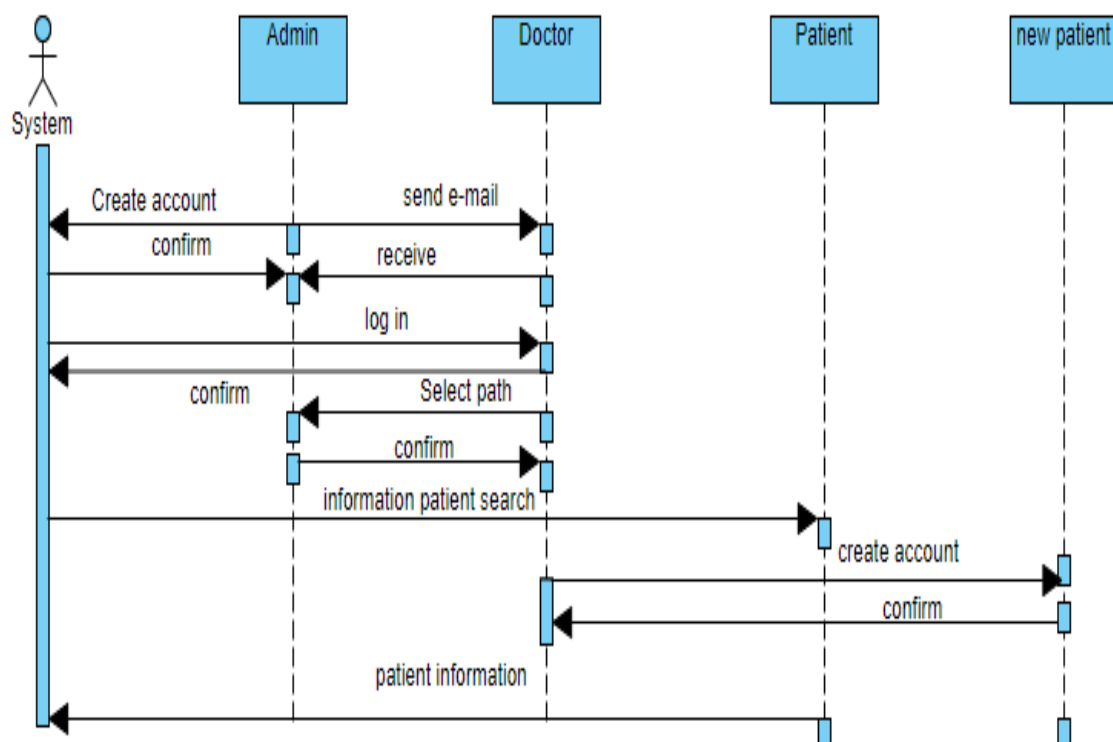 Admin
Doctor
Patient
new patient
System
Create account
send e-mail
confirm
receive
log in
confirm
Select path
confirm
information patient search
create account
confirm
patient information